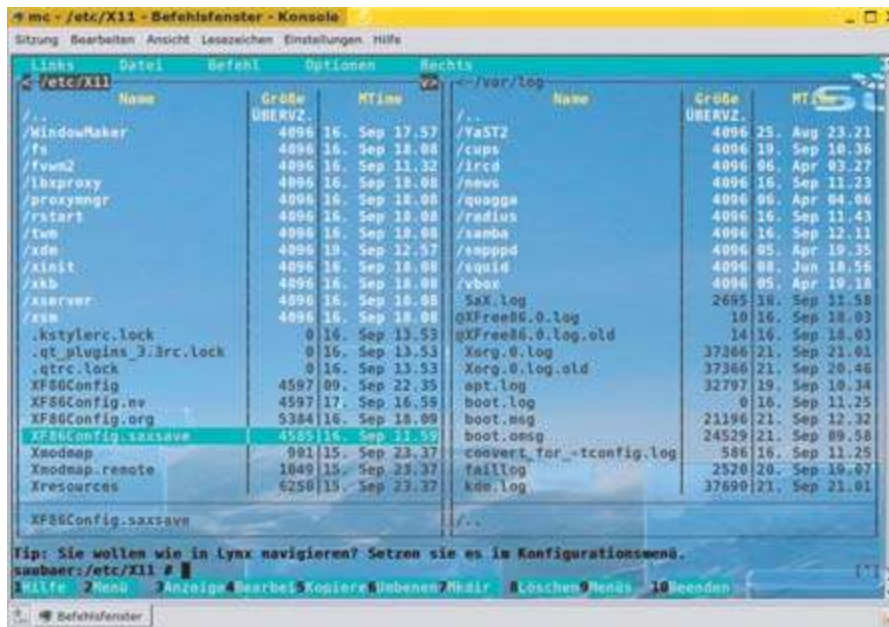 mc - /etc/X11 - Befehlsfenster - Konsole
Sitzung Bearbeiten Ansicht Lesezeichen Einstellungen Hilfe
Links Datei Befehl Optionen Rechts
<-/etc/X11 v> <-/var/log
Name Größe MTime Name Größe MTime
/.. ÜBERVZ. /.. ÜBERVZ.
/WindowMaker 4096 16. Sep 17.57 /YaST2 4096 25. Aug 23.21
/fs 4096 16. Sep 18.08 /cups 4096 19. Sep 10.36
/fvwm2 4096 16. Sep 11.32 /ircd 4096 06. Apr 03.27
/lbxproxy 4096 16. Sep 18.08 /news 4096 16. Sep 11.23
/proxymngr 4096 16. Sep 18.08 /quagga 4096 06. Apr 04.06
/rstart 4096 16. Sep 18.08 /radius 4096 16. Sep 11.43
/twm 4096 16. Sep 18.08 /samba 4096 16. Sep 12.11
/xdm 4096 19. Sep 12.57 /smpppd 4096 05. Apr 19.35
/xinit 4096 16. Sep 18.08 /squid 4096 08. Jun 18.56
/xkb 4096 16. Sep 18.08 /vbox 4096 05. Apr 19.18
/xserver 4096 16. Sep 18.08 SaX.log 2695 16. Sep 11.58
/xsm 4096 16. Sep 18.08 @XFree86.0.log 10 16. Sep 18.03
.kstylerc.lock 0 16. Sep 13.53 @XFree86.0.log.old 14 16. Sep 18.03
.qt_plugins_3.3rc.lock 0 16. Sep 13.53 Xorg.0.log 37366 21. Sep 21.01
.qtrc.lock 0 16. Sep 13.53 Xorg.0.log.old 37366 21. Sep 20.46
XF86Config 4597 09. Sep 22.35 apt.log 32797 19. Sep 10.34
XF86Config.nv 4597 17. Sep 16.59 boot.log 0 16. Sep 11.25
XF86Config.org 5384 16. Sep 18.09 boot.msg 21196 21. Sep 12.32
XF86Config.saxsave 4585 16. Sep 11.59 boot.omsg 24529 21. Sep 09.58
Xmodmap 901 15. Sep 23.37 convert_for_-tconfig.log 586 16. Sep 11.25
Xmodmap.remote 1049 15. Sep 23.37 faillog 2520 20. Sep 19.07
Xresources 6250 15. Sep 23.37 kdm.log 37699 21. Sep 21.01
XF86Config.saxsave /..
Tip: Sie wollen wie in Lynx navigieren? Setzen sie es im Konfigurationsmenü.
saubaer:/etc/X11 # [^]
1Hilfe 2Menü 3Anzeige 4Bearbei 5Kopiere 6Umbenen 7Mkdir 8Löschen 9Menüs 10Beenden
Befehlsfenster